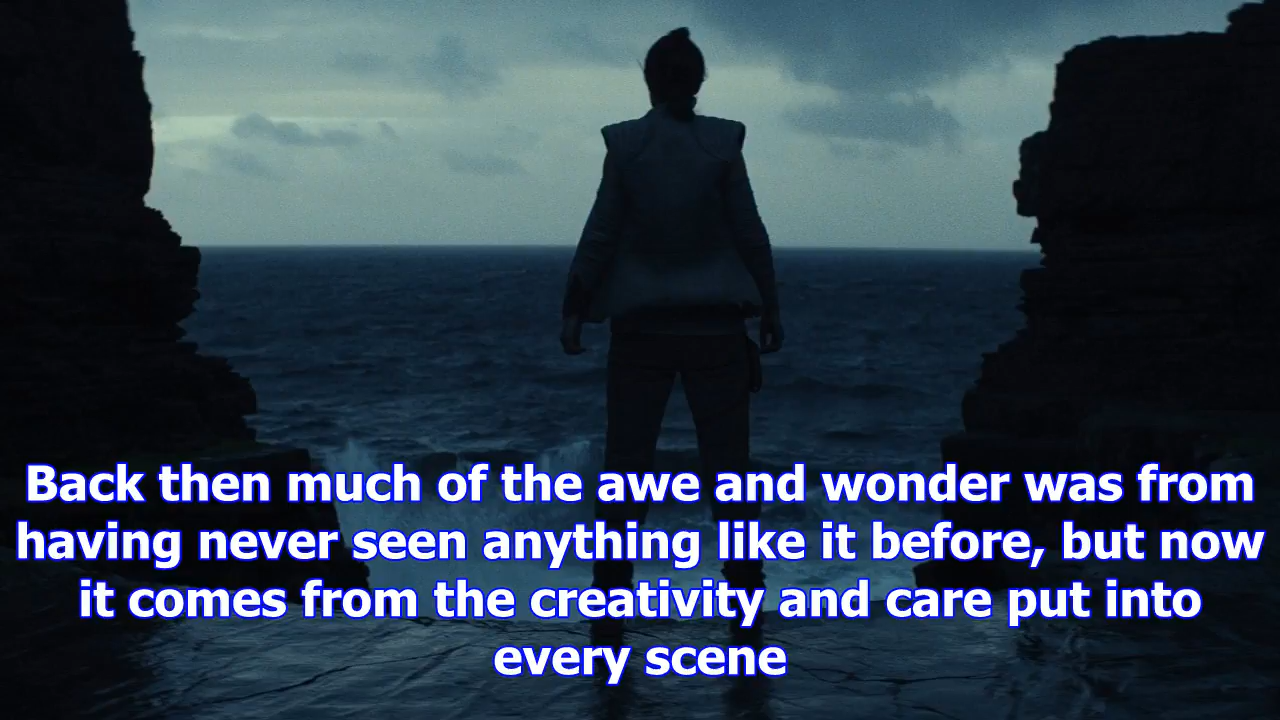 Back then much of the awe and wonder was from
having never seen anything like it before, but now
it comes from the creativity and care put into
every scene